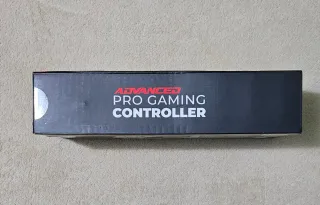 ADVANCED
PRO GAMING
CONTROLLER